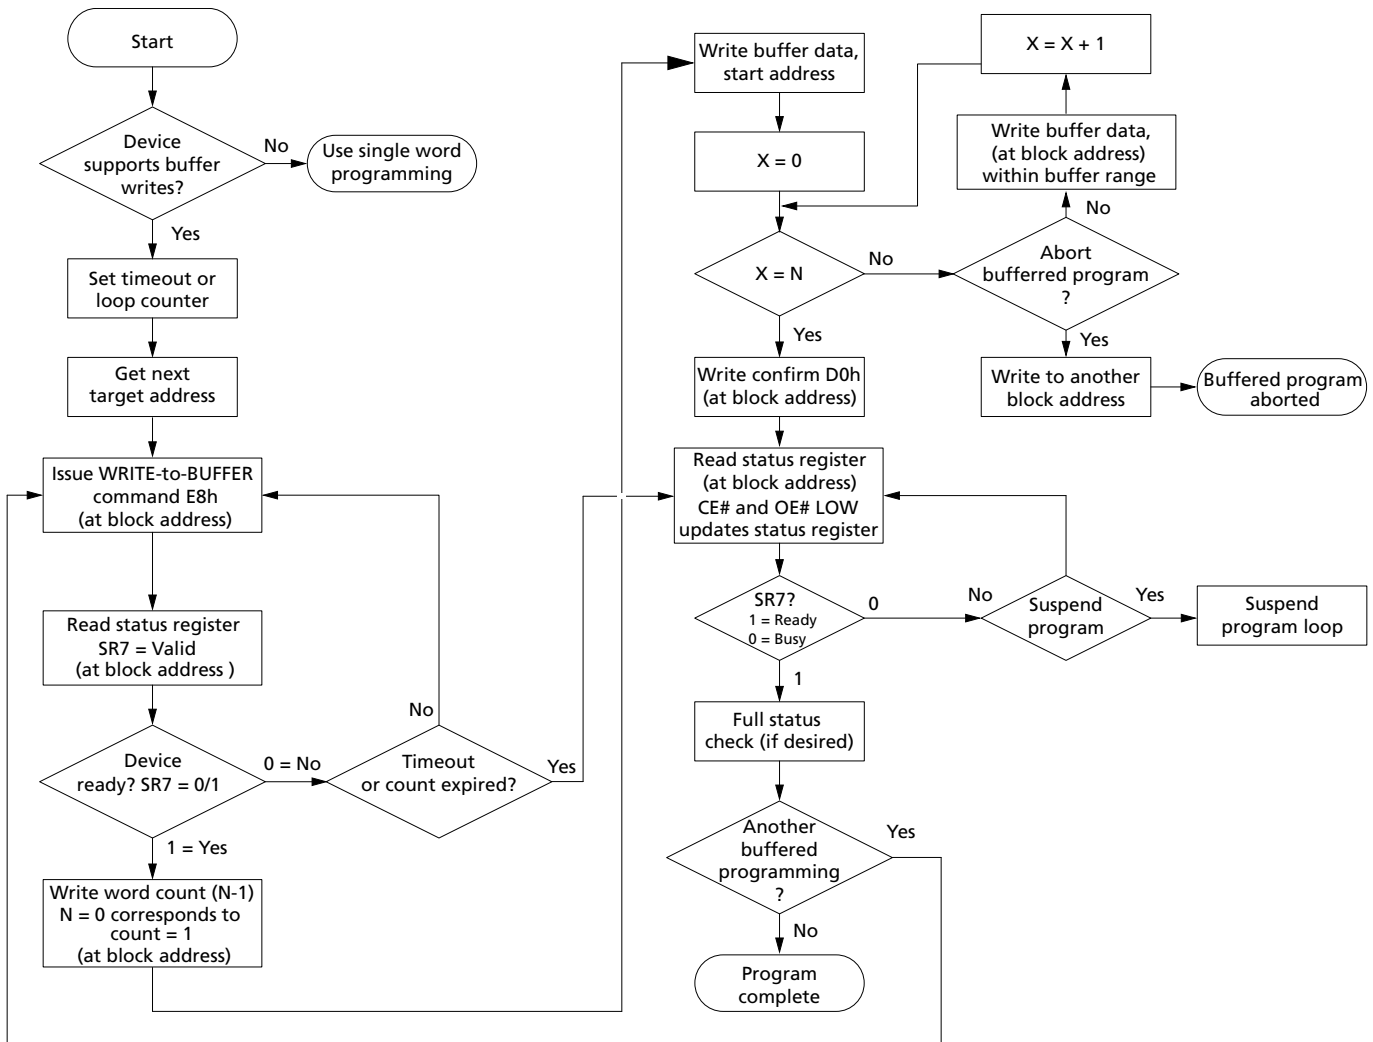 Start
Device
supports buffer
writes?
No
Use single word
programming
Yes
Set timeout or
loop counter
Get next
target address
Issue WRITE-to-BUFFER
command E8h
(at block address)
Read status register
SR7 = Valid
(at block address )
Device
ready? SR7 = 0/1
0 = No
Timeout
or count expired?
No
Yes
1 = Yes
Write word count (N-1)
N = 0 corresponds to
count = 1
(at block address)
Write buffer data,
start address
X = 0
X = N
No
Abort
bufferred program
?
No
Write buffer data,
(at block address)
within buffer range
X = X + 1
Yes
Write to another
block address
Buffered program
aborted
Yes
Write confirm D0h
(at block address)
Read status register
(at block address)
CE# and OE# LOW
updates status register
SR7?
1 = Ready
0 = Busy
0
No
Suspend
program
Yes
Suspend
program loop
1
Full status
check (if desired)
Another
buffered
programming
?
Yes
No
Program
complete